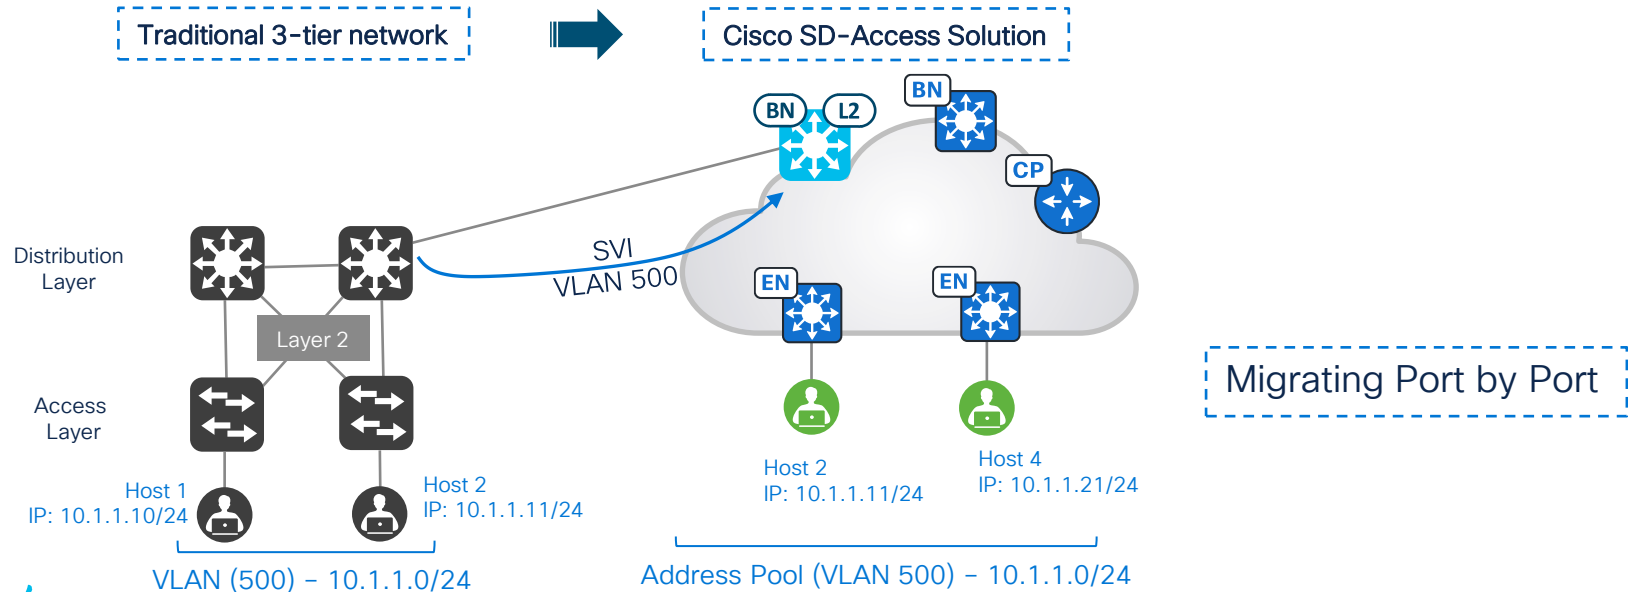 Traditional 3-tier network
Cisco SD-Access Solution
BN
L2
BN
CP
Distribution
Layer
SVI
VLAN 500
EN
EN
Layer 2
Migrating Port by Port
Access
Layer
Host 1
IP: 10.1.1.10/24
Host 2
IP: 10.1.1.11/24
Host 2
IP: 10.1.1.11/24
Host 4
IP: 10.1.1.21/24
VLAN (500) - 10.1.1.0/24
Address Pool (VLAN 500) - 10.1.1.0/24